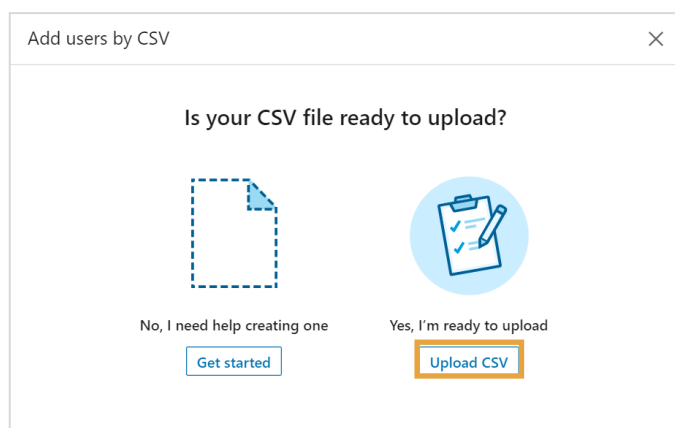 Add users by CSV
Is your CSV file ready to upload?
No, I need help creating one
Yes, I'm ready to upload
Get started
Upload CSV